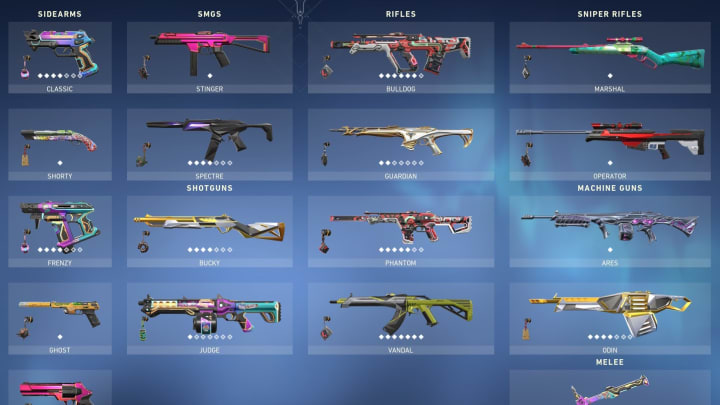 SIDEARMS
CLASSIC
SHORTY
FRENZY
GHOST
SMGS
STINGER
SPECTRE
SHOTGUNS
BUCKY
JUDGE
RIFLES
BULLDOG
GUARDIAN
PHANTOM
VANDAL
SNIPER RIFLES
MARSHAL
OPERATOR
MACHINE GUNS
ARES
ODIN
MELEE